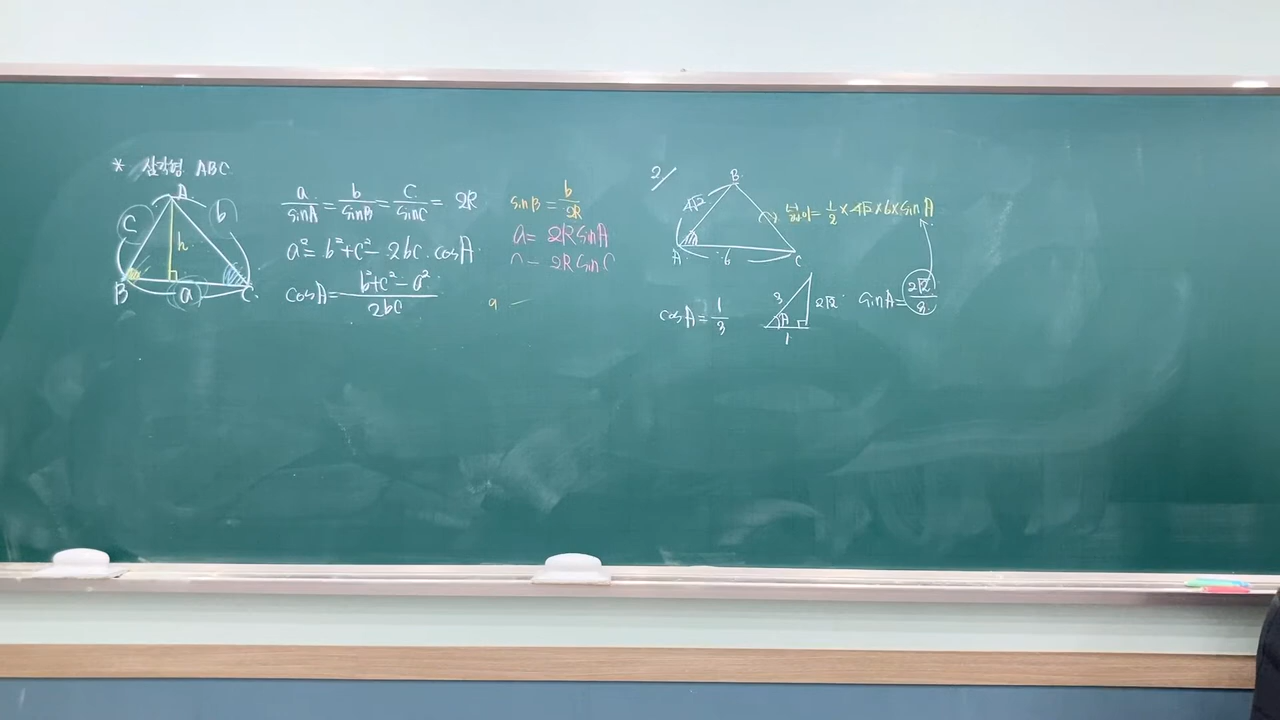 * 삼각형 ABC
A
c
b
h
B
a
C
a/sinA = b/sinB = c/sinC = 2R
a² = b²+c²-2bc·cosA
cosA = (b²+c²-a²)/2bc
sinB = b/2R
a = 2RsinA
2RsinC
a
2/
B
4√2
A
6
C
넓이 = 1/2 × 4√2 × 6 × sinA
cosA = 1/3
3
2√2
A
1
sinA = 2√2/3